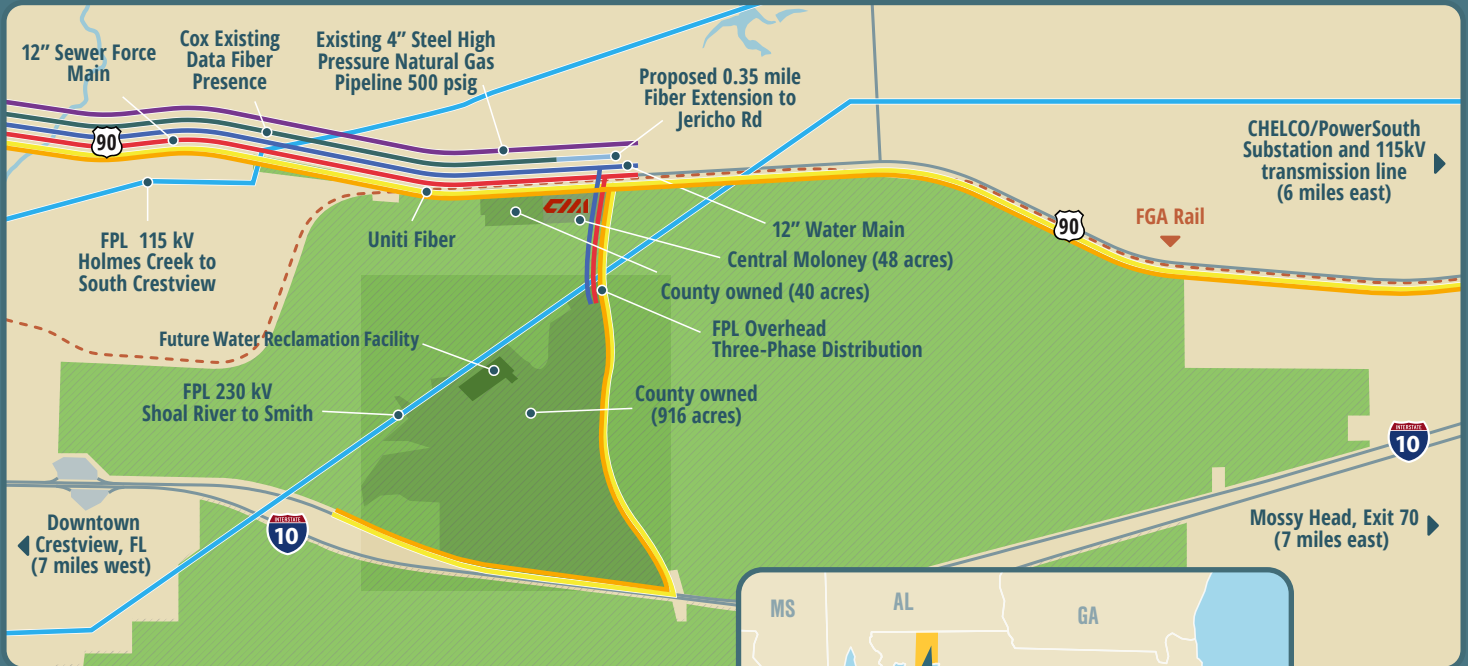 12” Sewer Force
Main
Cox Existing
Data Fiber
Presence
Existing 4” Steel High
Pressure Natural Gas
Pipeline 500 psig
Proposed 0.35 mile
Fiber Extension to
Jericho Rd
CHELCO/PowerSouth
Substation and 115kV
transmission line
(6 miles east)
90
90
FGA Rail
FPL 115 kV
Holmes Creek to
South Crestview
Uniti Fiber
12” Water Main
Central Moloney (48 acres)
County owned (40 acres)
FPL Overhead
Three-Phase Distribution
Future Water Reclamation Facility
FPL 230 kV
Shoal River to Smith
County owned
(916 acres)
INTERSTATE
10
INTERSTATE
10
Downtown
Crestview, FL
(7 miles west)
Mossy Head, Exit 70
(7 miles east)
MS
AL
GA